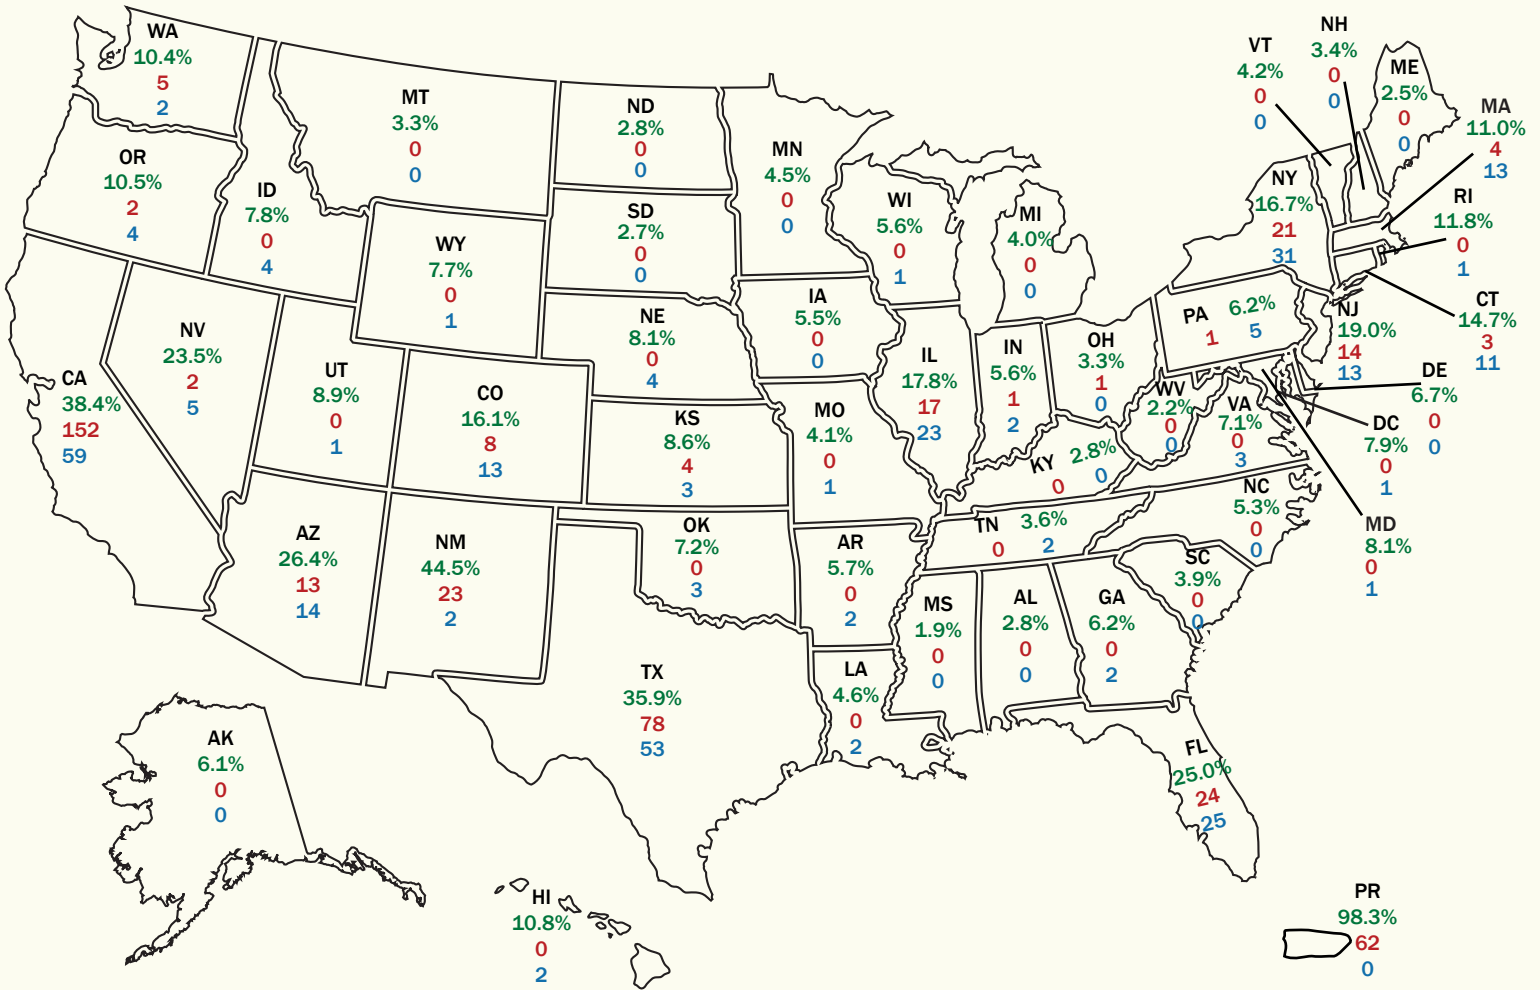 WA
10.4%
5
2
OR
10.5%
2
4
CA
38.4%
152
59
ID
7.8%
0
4
NV
23.5%
2
5
MT
3.3%
0
0
WY
7.7%
0
1
UT
8.9%
0
1
AZ
26.4%
13
14
CO
16.1%
8
13
NM
44.5%
23
2
ND
2.8%
0
0
SD
2.7%
0
0
NE
8.1%
0
4
KS
8.6%
4
3
OK
7.2%
0
3
TX
35.9%
78
53
MN
4.5%
0
0
IA
5.5%
0
0
MO
4.1%
0
1
AR
5.7%
0
2
LA
4.6%
0
2
WI
5.6%
0
1
IL
17.8%
17
23
MI
4.0%
0
0
IN
5.6%
1
2
OH
3.3%
1
0
KY 2.8%
0 0
TN 3.6%
0 2
MS
1.9%
0
0
AL
2.8%
0
0
GA
6.2%
0
2
FL
25.0%
24
25
SC
3.9%
0
0
NC
5.3%
0
0
VA
7.1%
0
3
WV
2.2%
0
0
PA 6.2%
1 5
NY
16.7%
21
31
VT
4.2%
0
0
NH
3.4%
0
0
ME
2.5%
0
0
MA
11.0%
4
13
RI
11.8%
0
1
CT
14.7%
3
11
NJ
19.0%
14
13
DE
6.7%
0
0
DC
7.9%
0
1
MD
8.1%
0
1
AK
6.1%
0
0
HI
10.8%
0
2
PR
98.3%
62
0